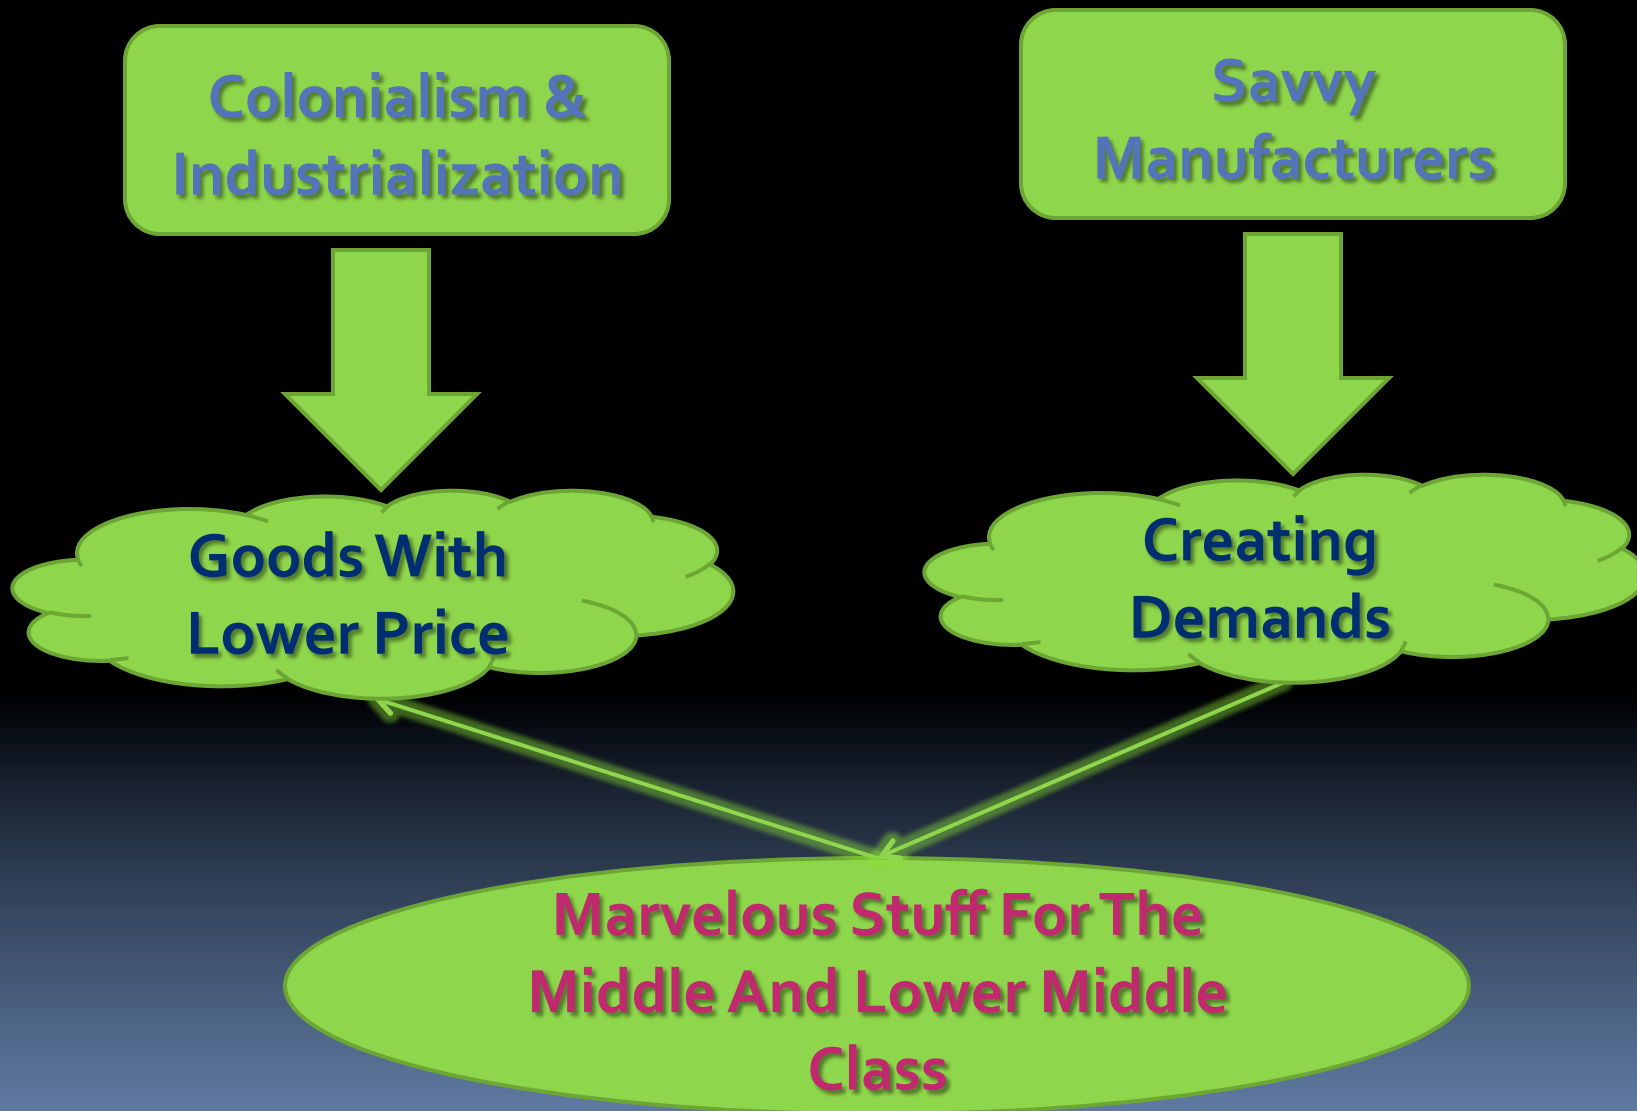 Colonialism &
Industrialization
Savvy
Manufacturers
Goods With
Lower Price
Creating
Demands
Marvelous Stuff For The
Middle And Lower Middle
Class